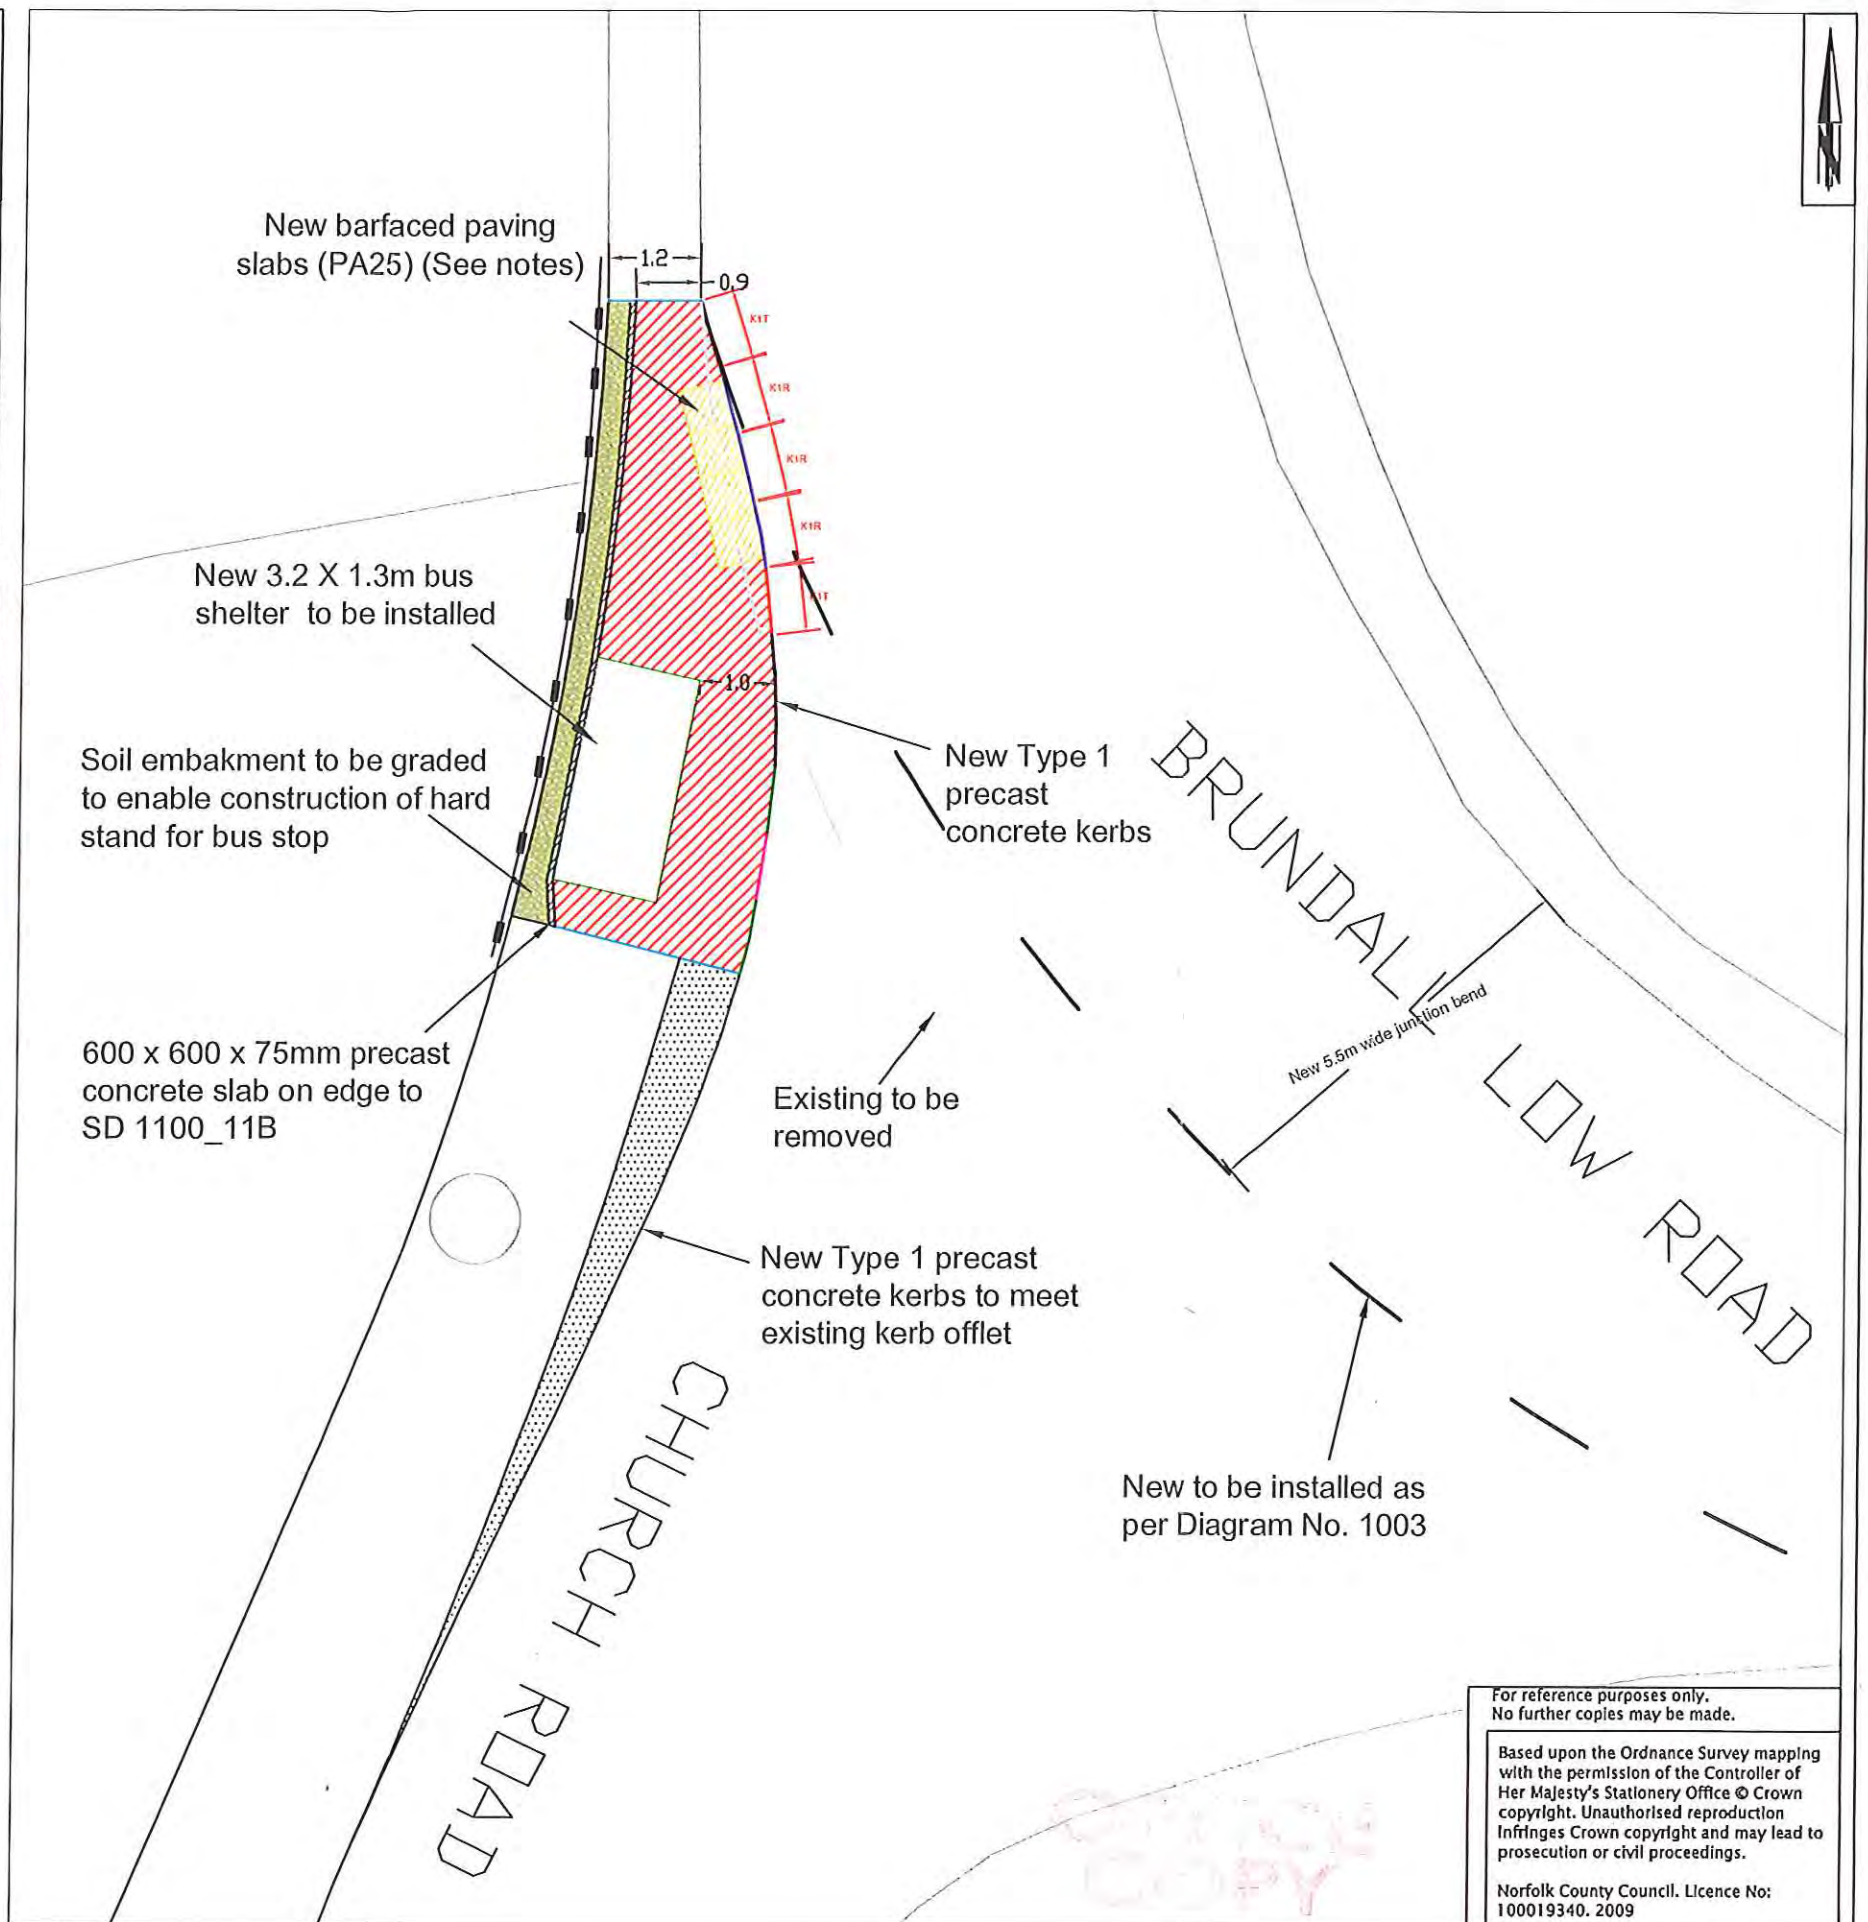 N
New barfaced paving
slabs (PA25) (See notes)
1.2
0.9
K1T
K1R
K1R
K1R
K1T
New 3.2 X 1.3m bus
shelter to be installed
1.0
Soil embakment to be graded
to enable construction of hard
stand for bus stop
New Type 1
precast
concrete kerbs
BRUNDALL LOW ROAD
New 5.5m wide junction bend
600 x 600 x 75mm precast
concrete slab on edge to
SD 1100_11B
Existing to be
removed
New Type 1 precast
concrete kerbs to meet
existing kerb offlet
CHURCH ROAD
New to be installed as
per Diagram No. 1003
COPY
For reference purposes only.
No further copies may be made.
Based upon the Ordnance Survey mapping
with the permission of the Controller of
Her Majesty's Stationery Office © Crown
copyright. Unauthorised reproduction
infringes Crown copyright and may lead to
prosecution or civil proceedings.
Norfolk County Council. Licence No:
100019340. 2009